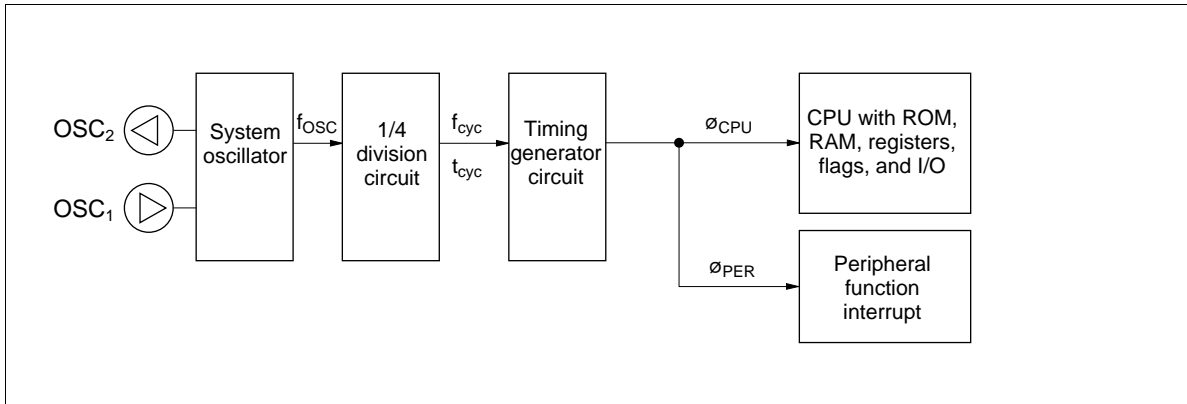 OSC₂
OSC₁
System
oscillator
fOSC
1/4
division
circuit
fcyc
tcyc
Timing
generator
circuit
øCPU
CPU with ROM,
RAM, registers,
flags, and I/O
øPER
Peripheral
function
interrupt